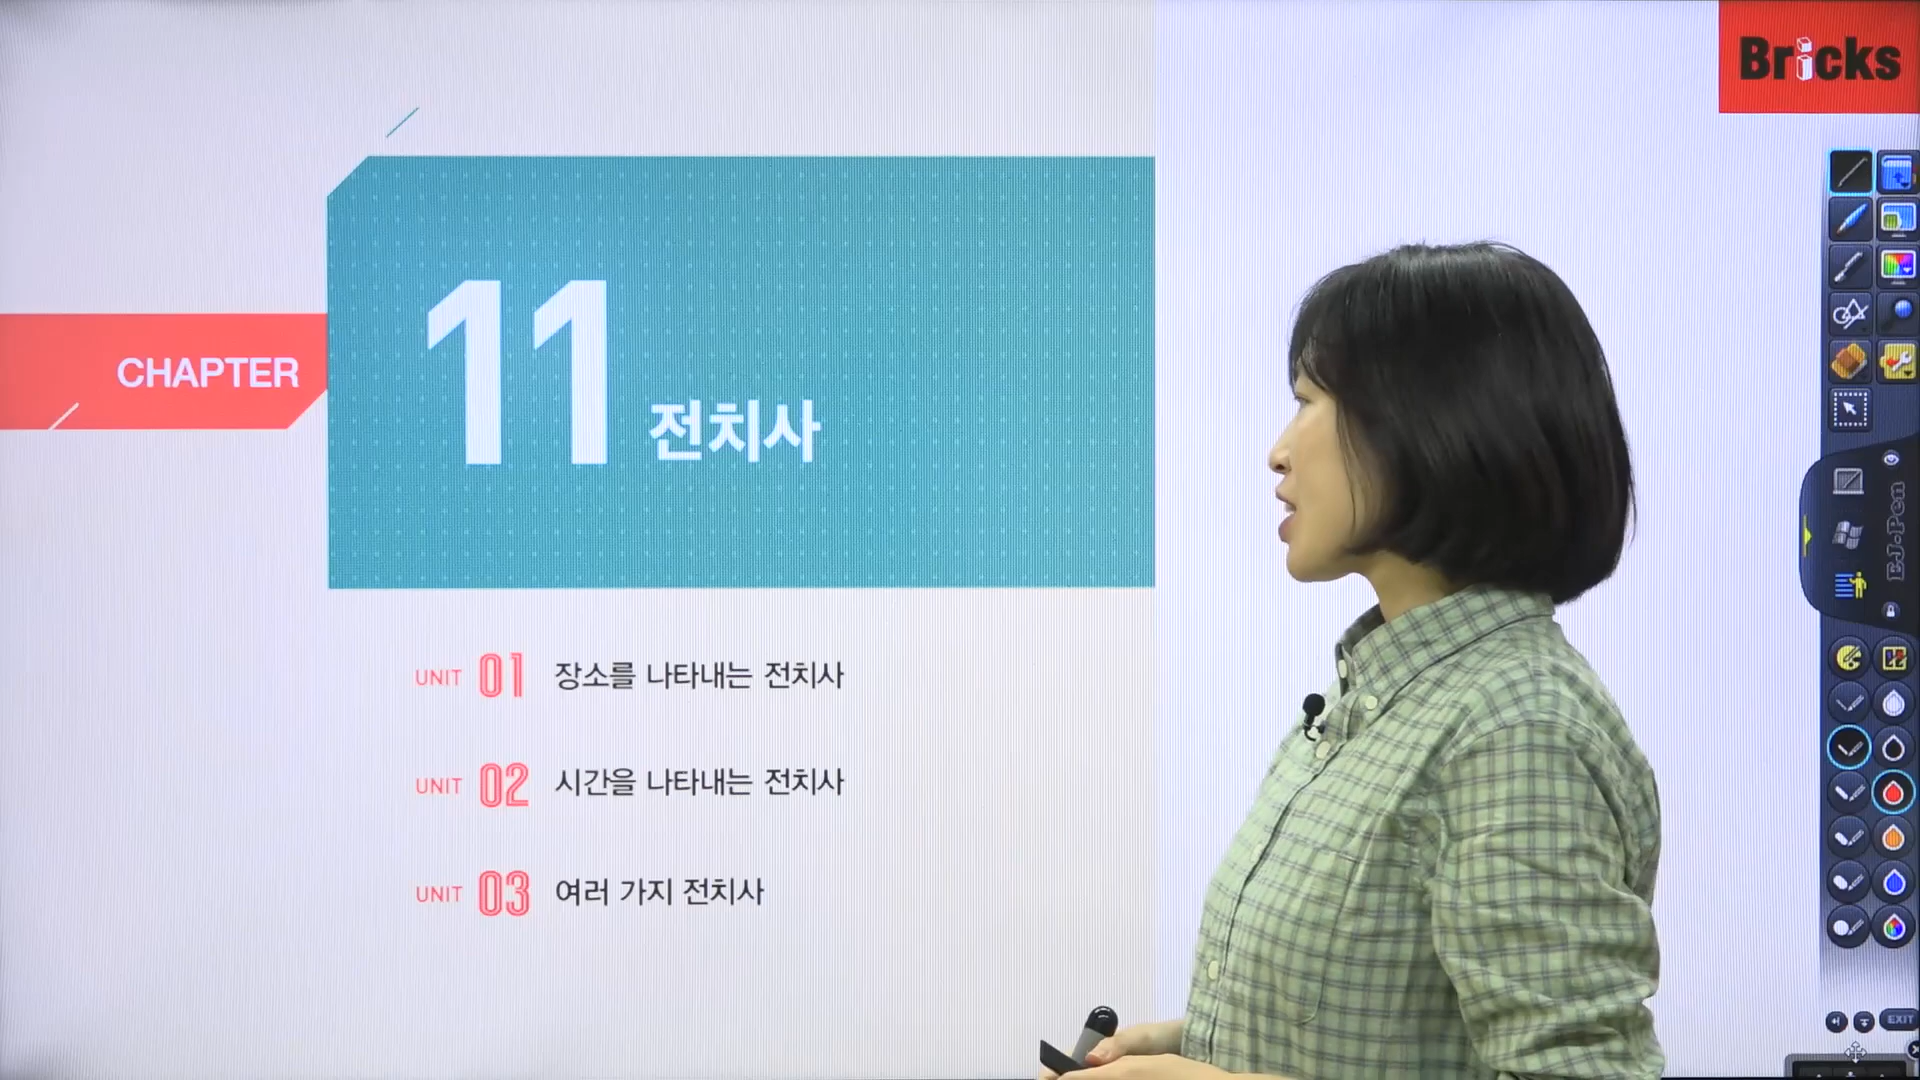 Bricks
CHAPTER
11 전치사
UNIT 01 장소를 나타내는 전치사
UNIT 02 시간을 나타내는 전치사
UNIT 03 여러 가지 전치사
EJ-Pen
EXIT